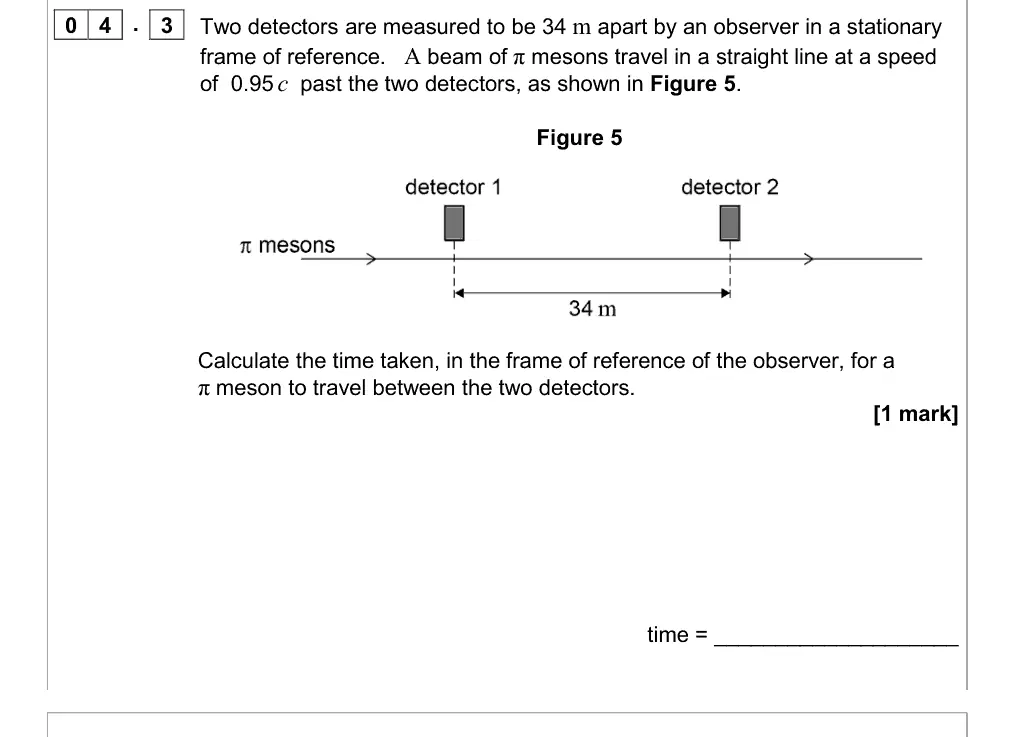 0 4 . 3 Two detectors are measured to be 34 m apart by an observer in a stationary
frame of reference. A beam of π mesons travel in a straight line at a speed
of 0.95 c past the two detectors, as shown in Figure 5.
Figure 5
detector 1 detector 2
π mesons
34 m
Calculate the time taken, in the frame of reference of the observer, for a
π meson to travel between the two detectors.
[1 mark]
time = ____________________